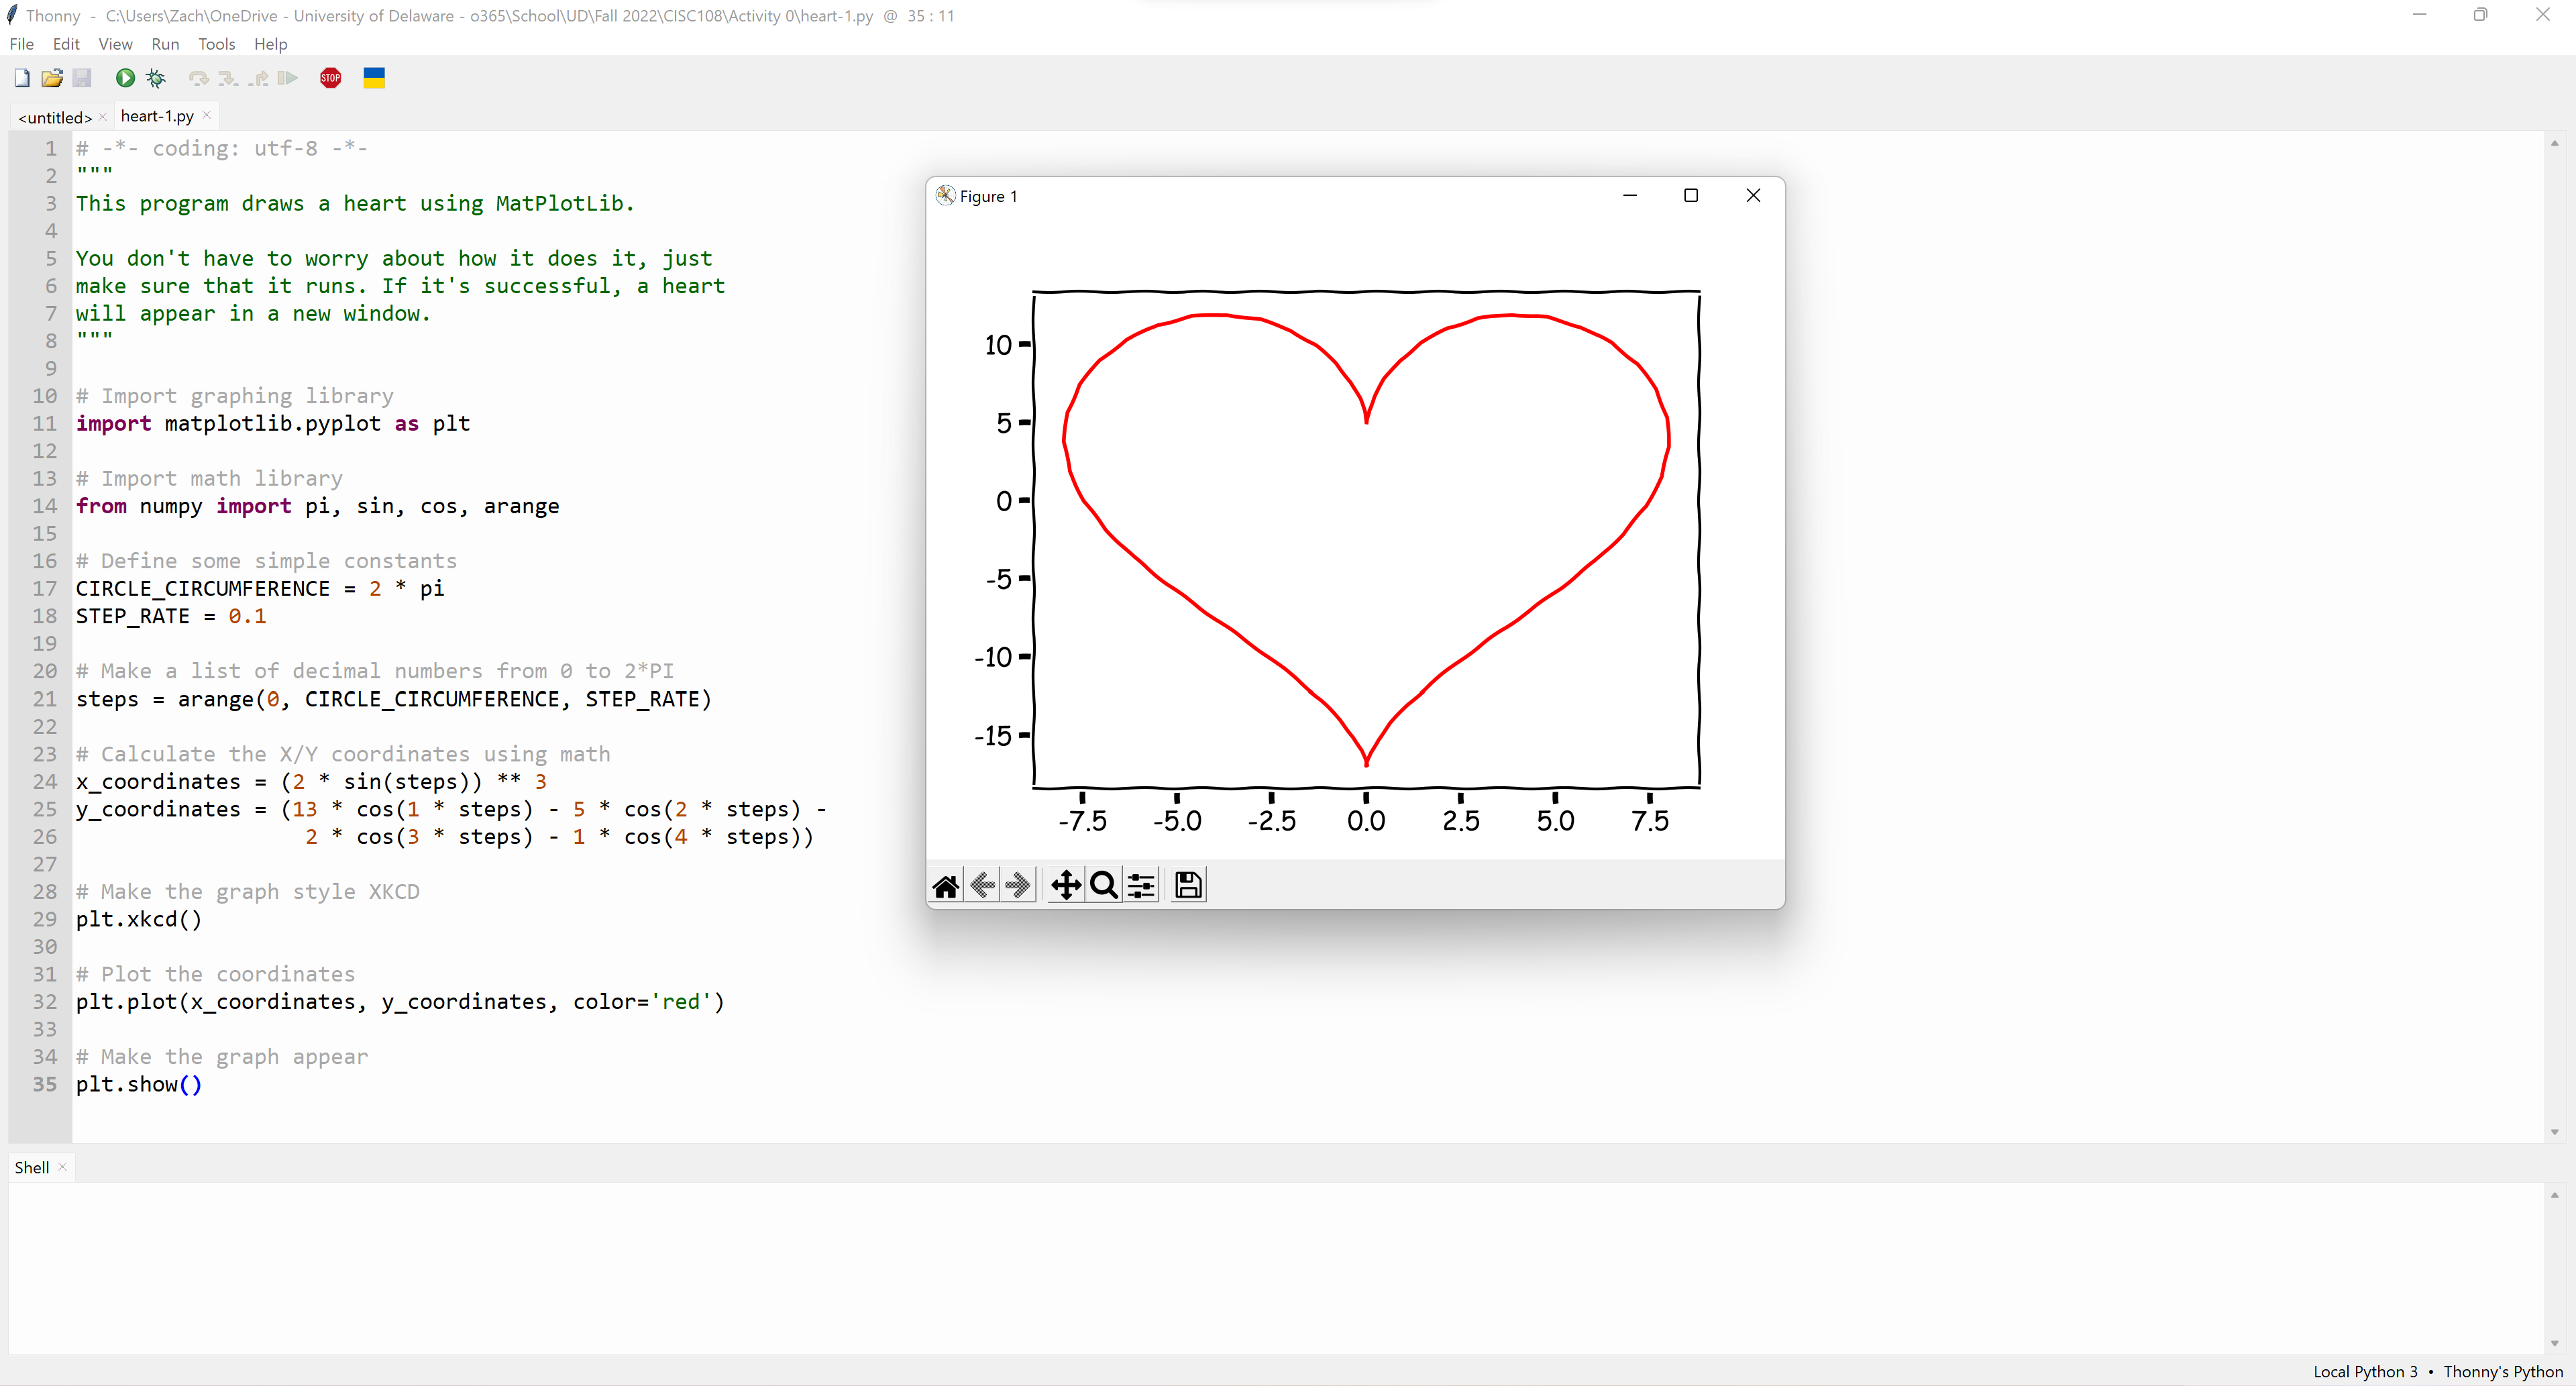 Thonny - C:\Users\Zach\OneDrive - University of Delaware - o365\School\UD\Fall 2022\CISC108\Activity 0\heart-1.py @ 35 : 11
File Edit View Run Tools Help
STOP
<untitled> × heart-1.py ×
1 # -*- coding: utf-8 -*-
2 """
3 This program draws a heart using MatPlotLib.
4
5 You don't have to worry about how it does it, just
6 make sure that it runs. If it's successful, a heart
7 will appear in a new window.
8 """
9
10 # Import graphing library
11 import matplotlib.pyplot as plt
12
13 # Import math library
14 from numpy import pi, sin, cos, arange
15
16 # Define some simple constants
17 CIRCLE_CIRCUMFERENCE = 2 * pi
18 STEP_RATE = 0.1
19
20 # Make a list of decimal numbers from 0 to 2*PI
21 steps = arange(0, CIRCLE_CIRCUMFERENCE, STEP_RATE)
22
23 # Calculate the X/Y coordinates using math
24 x_coordinates = (2 * sin(steps)) ** 3
25 y_coordinates = (13 * cos(1 * steps) - 5 * cos(2 * steps) -
26                   2 * cos(3 * steps) - 1 * cos(4 * steps))
27
28 # Make the graph style XKCD
29 plt.xkcd()
30
31 # Plot the coordinates
32 plt.plot(x_coordinates, y_coordinates, color='red')
33
34 # Make the graph appear
35 plt.show()
Figure 1
10
5
0
-5
-10
-15
-7.5 -5.0 -2.5 0.0 2.5 5.0 7.5
Shell ×
Local Python 3 • Thonny's Python